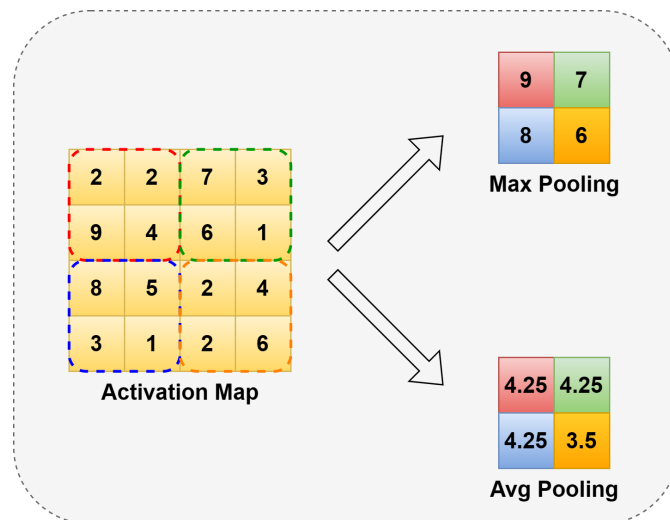 2 2 7 3
9 4 6 1
8 5 2 4
3 1 2 6
Activation Map
9 7
8 6
Max Pooling
4.25 4.25
4.25 3.5
Avg Pooling